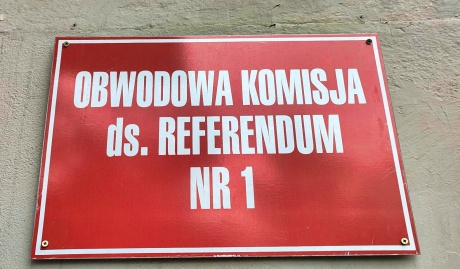 OBWODOWA KOMISJA
ds. REFERENDUM
NR 1